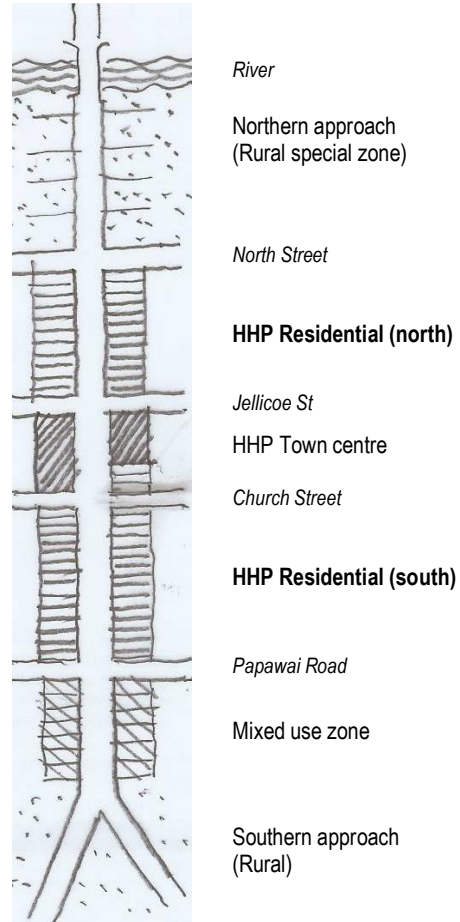 River
Northern approach
(Rural special zone)
North Street
HHP Residential (north)
Jellicoe St
HHP Town centre
Church Street
HHP Residential (south)
Papawai Road
Mixed use zone
Southern approach
(Rural)